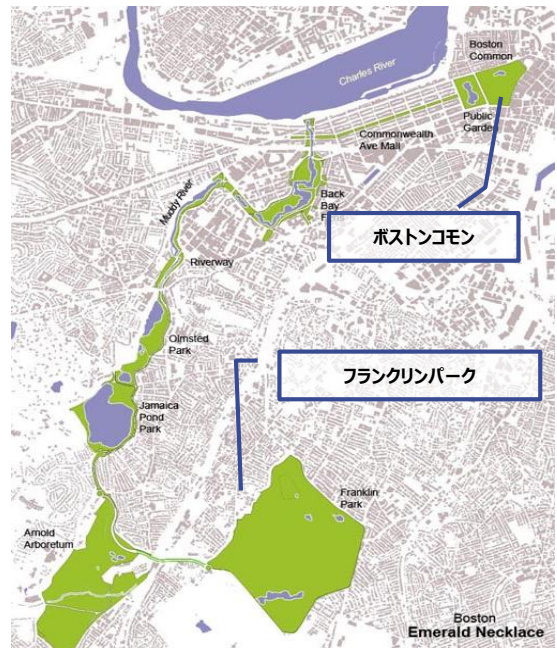 Boston
Common
Charles River
Public
Garden
Commonwealth
Ave Mall
Back
Bay
Muddy River
ボストンコモン
Riverway
Olmsted
Park
フランクリンパーク
Jamaica
Pond
Park
Franklin
Park
Arnold
Arboretum
Boston
Emerald Necklace